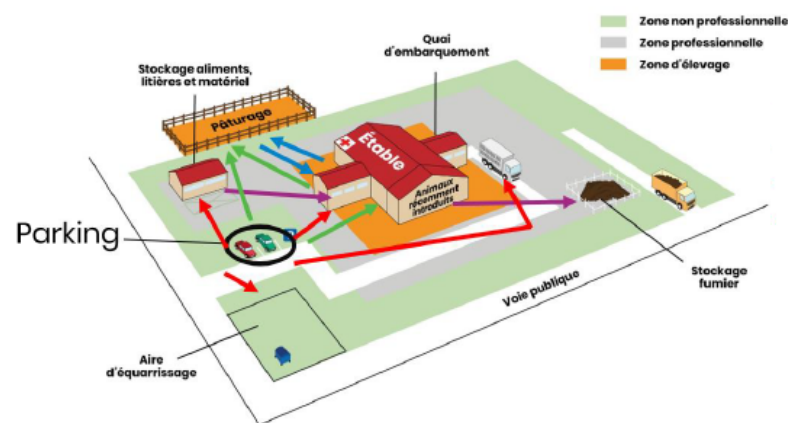 Zone non professionnelle
Zone professionnelle
Zone d'élevage
Quai
d'embarquement
Stockage aliments,
litières et matériel
Pâturage
Étable
Animaux
récemment
introduits
Parking
Stockage
fumier
Voie publique
Aire
d'équarrissage